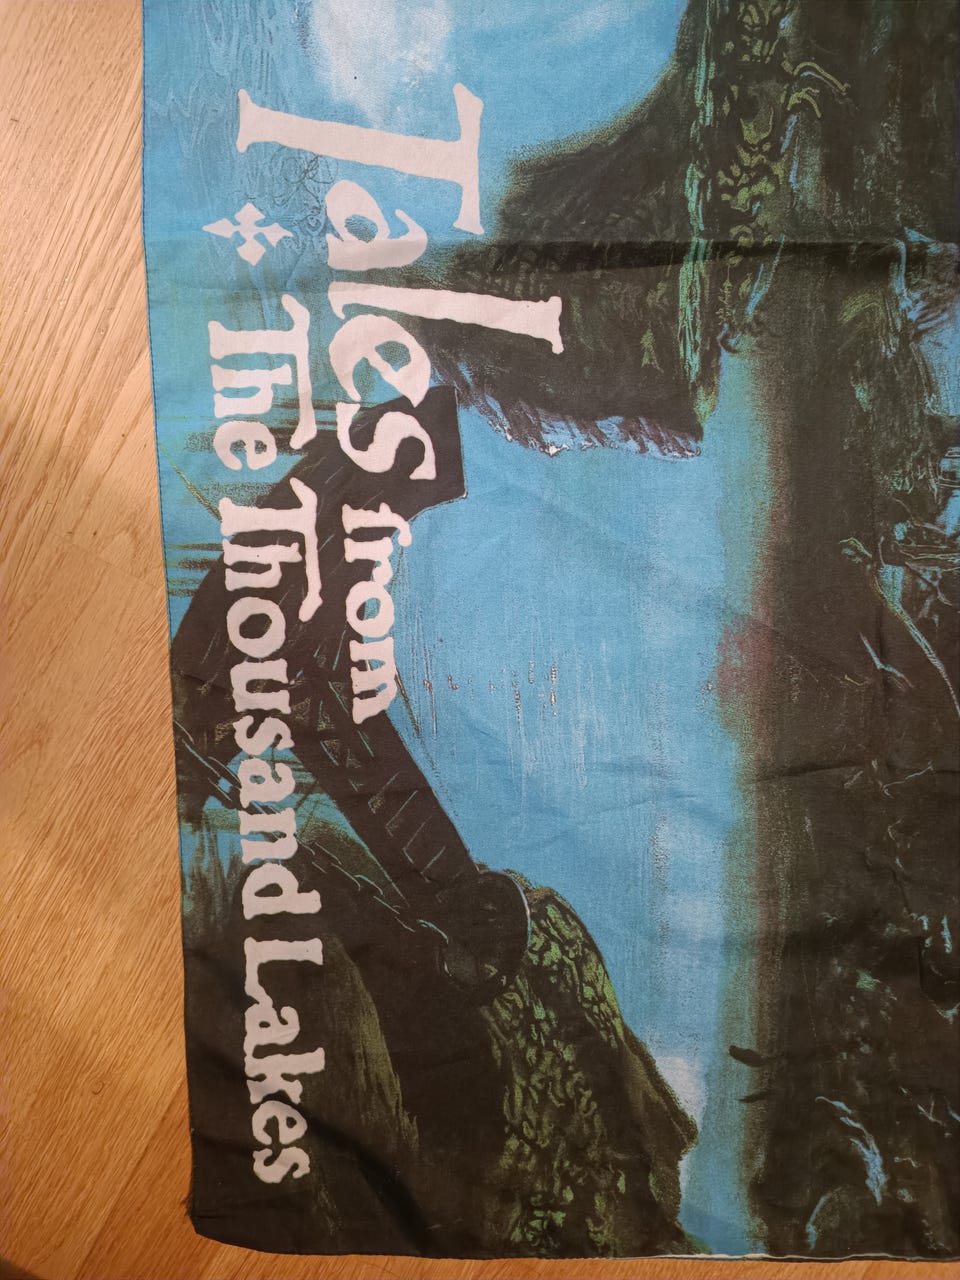 Tales from
The Thousand Lakes